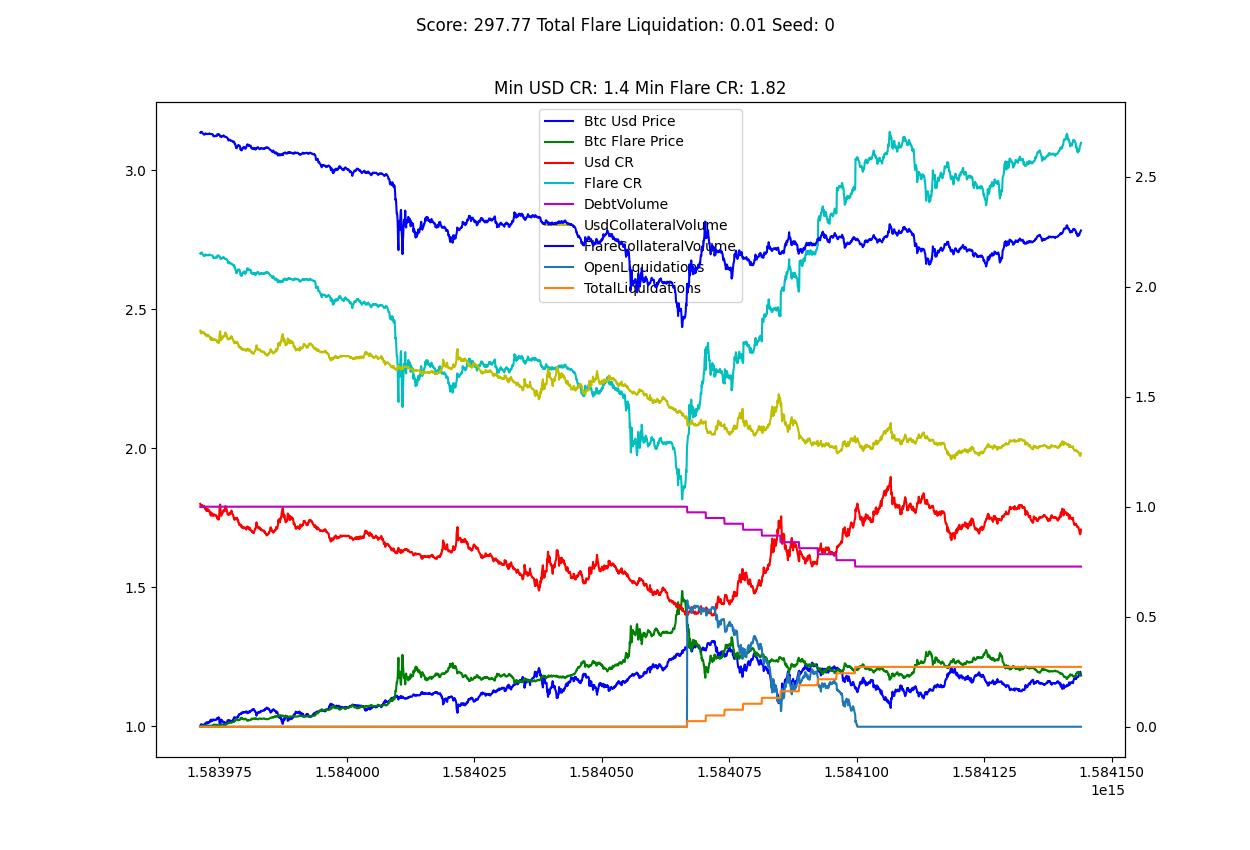 Score: 297.77 Total Flare Liquidation: 0.01 Seed: 0
Min USD CR: 1.4 Min Flare CR: 1.82
Btc Usd Price
Btc Flare Price
Usd CR
Flare CR
DebtVolume
UsdCollateralVolume
FlareCollateralVolume
OpenLiquidations
TotalLiquidations
3.0
2.5
2.0
1.5
1.0
2.5
2.0
1.5
1.0
0.5
0.0
1.583975 1.584000 1.584025 1.584050 1.584075 1.584100 1.584125 1.584150
1e15